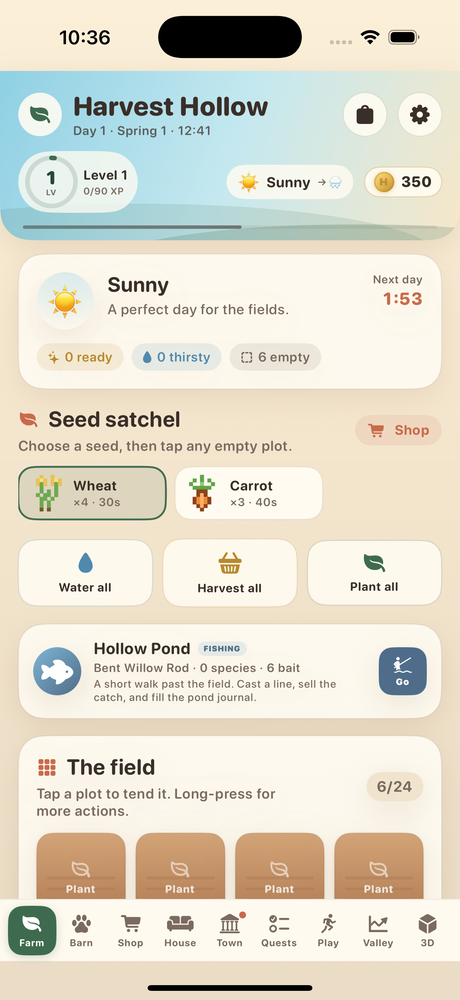 10:36
Harvest Hollow
Day 1 · Spring 1 · 12:41
1
LV
Level 1
0/90 XP
Sunny →
H
350
Sunny
A perfect day for the fields.
Next day
1:53
0 ready
0 thirsty
6 empty
Seed satchel
Choose a seed, then tap any empty plot.
Shop
Wheat
×4 · 30s
Carrot
×3 · 40s
Water all
Harvest all
Plant all
Hollow Pond
FISHING
Bent Willow Rod · 0 species · 6 bait
A short walk past the field. Cast a line, sell the
catch, and fill the pond journal.
Go
The field
Tap a plot to tend it. Long-press for
more actions.
6/24
Plant
Plant
Plant
Plant
Farm
Barn
Shop
House
Town
Quests
Play
Valley
3D